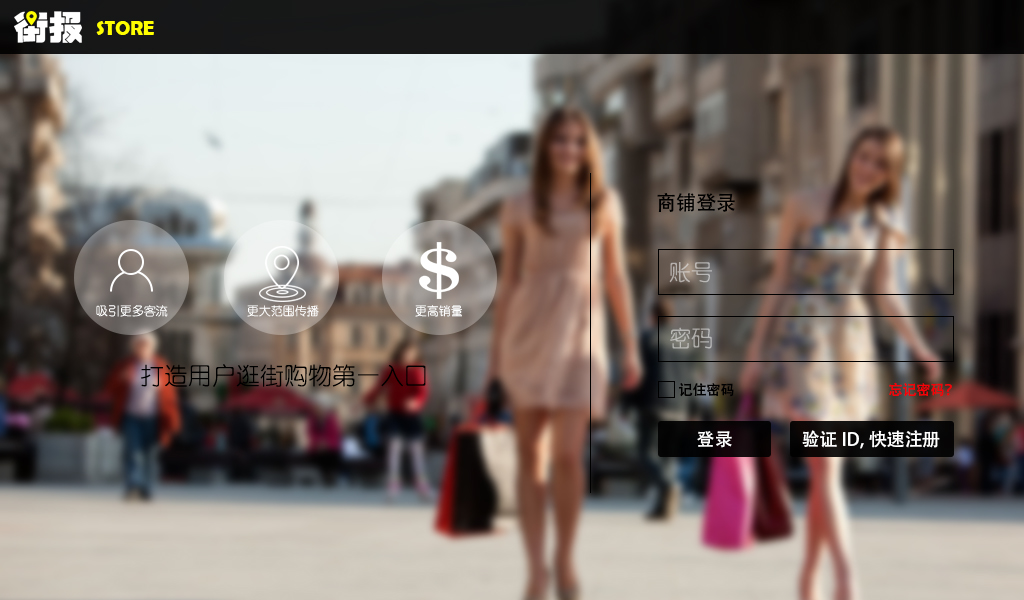 街报 STORE
吸引更多客流
更大范围传播
更高销量
打造用户逛街购物第一入口
商铺登录
账号
密码
记住密码
忘记密码?
登录
验证 ID, 快速注册